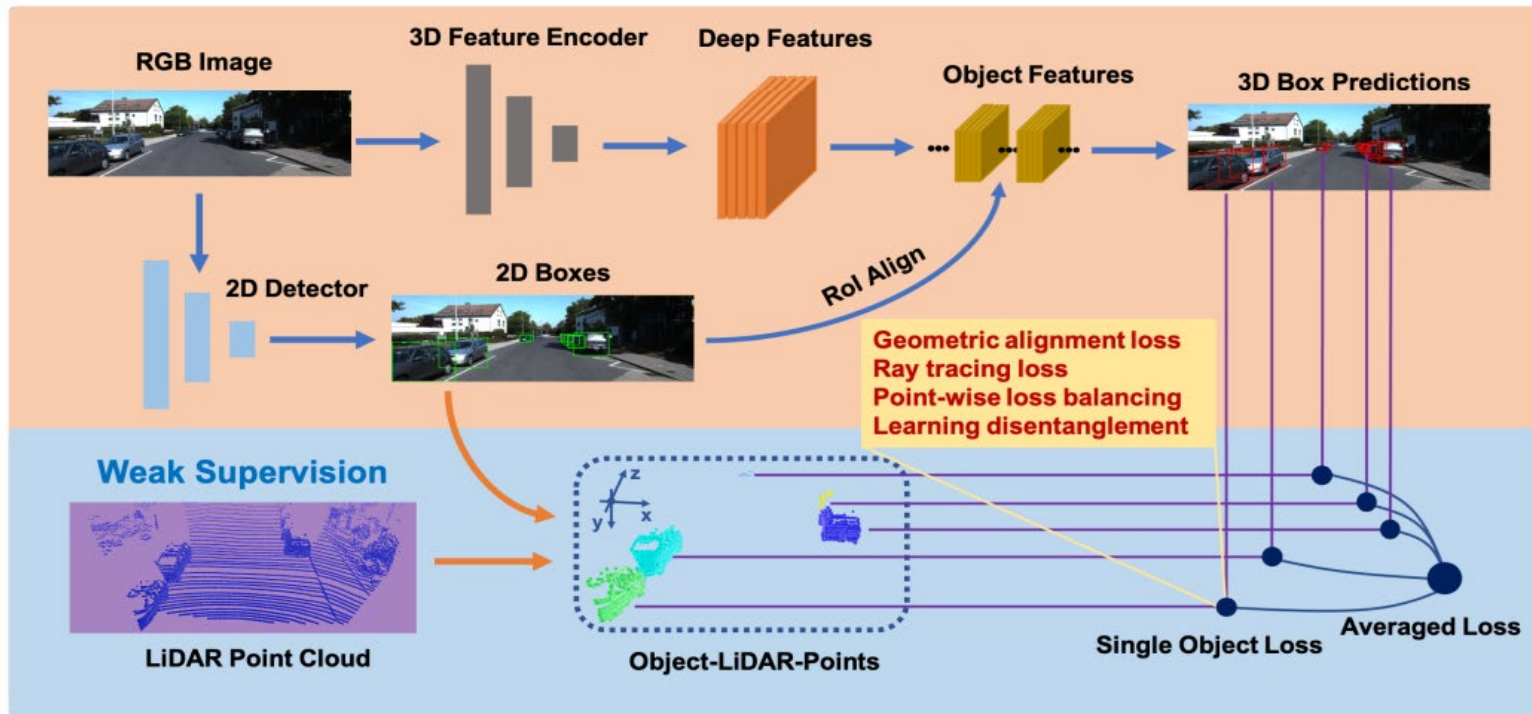 3D Feature Encoder
Deep Features
RGB Image
Object Features
3D Box Predictions
2D Detector
2D Boxes
RoI Align
Geometric alignment loss
Ray tracing loss
Point-wise loss balancing
Learning disentanglement
Weak Supervision
z
y
x
LiDAR Point Cloud
Object-LiDAR-Points
Single Object Loss
Averaged Loss